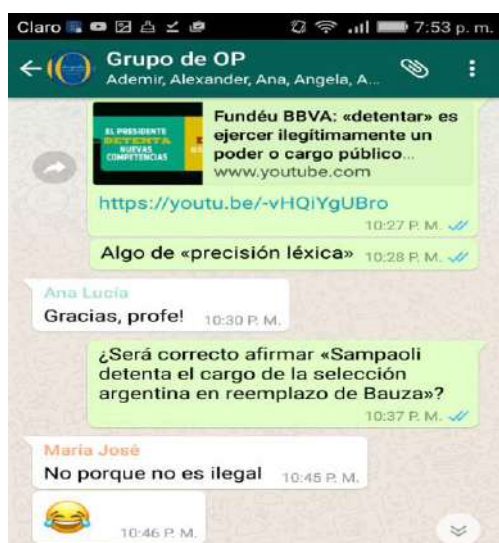 Claro 7:53 p. m.
Grupo de OP
Ademir, Alexander, Ana, Angela, A...
EL PRESIDENTE
DETENTA
NUEVAS
COMPETENCIAS
Fundéu BBVA: «detentar» es
ejercer ilegítimamente un
poder o cargo público...
www.youtube.com
https://youtu.be/-vHQiYgUBro
10:27 P. M.
Algo de «precisión léxica» 10:28 P. M.
Ana Lucía
Gracias, profe! 10:30 P. M.
¿Será correcto afirmar «Sampaoli
detenta el cargo de la selección
argentina en reemplazo de Bauza»?
10:37 P. M.
María José
No porque no es ilegal 10:45 P. M.
10:46 P. M.